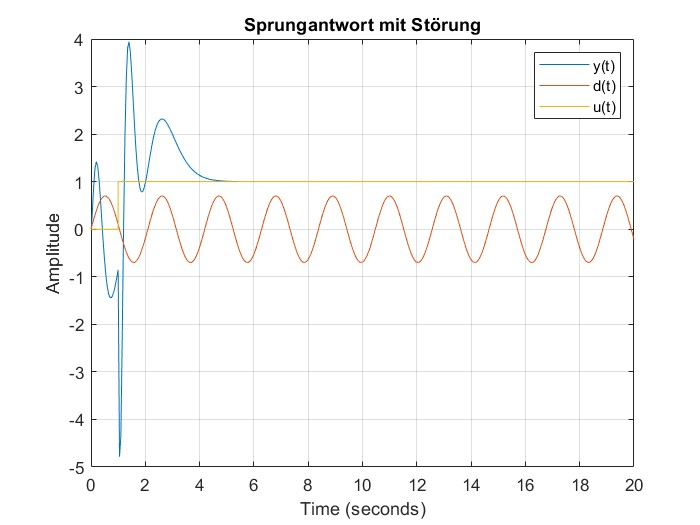 Sprungantwort mit Störung
4
3
2
1
0
-1
-2
-3
-4
-5
Amplitude
y(t)
d(t)
u(t)
0 2 4 6 8 10 12 14 16 18 20
Time (seconds)